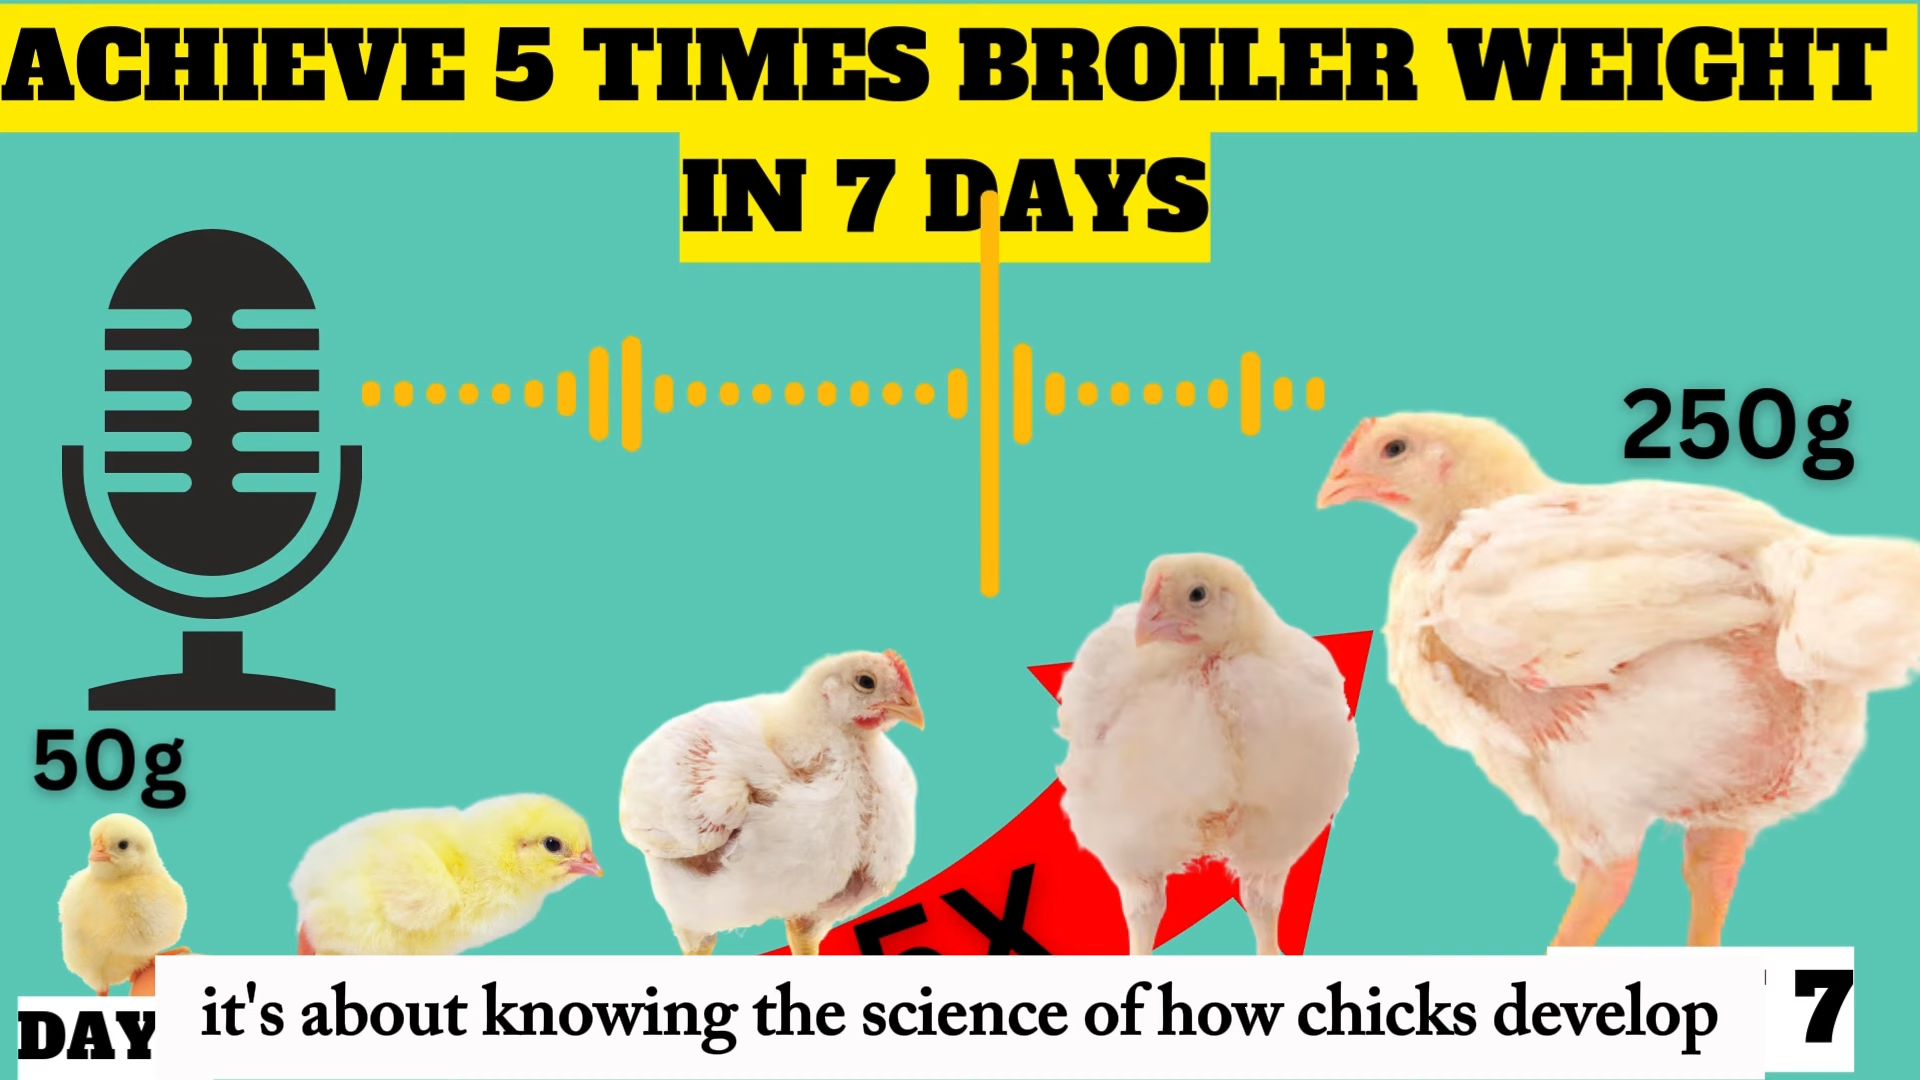 ACHIEVE 5 TIMES BROILER WEIGHT
IN 7 DAYS
250g
50g
5X
DAY
7
it's about knowing the science of how chicks develop